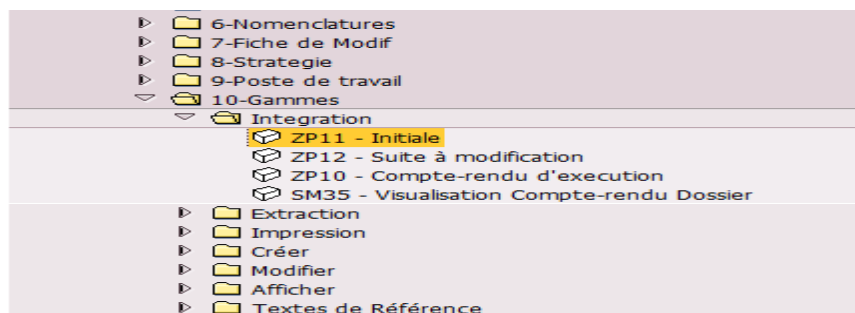 6-Nomenclatures
7-Fiche de Modif
8-Strategie
9-Poste de travail
10-Gammes
Integration
ZP11 - Initiale
ZP12 - Suite à modification
ZP10 - Compte-rendu d'execution
SM35 - Visualisation Compte-rendu Dossier
Extraction
Impression
Créer
Modifier
Afficher
Textes de Référence